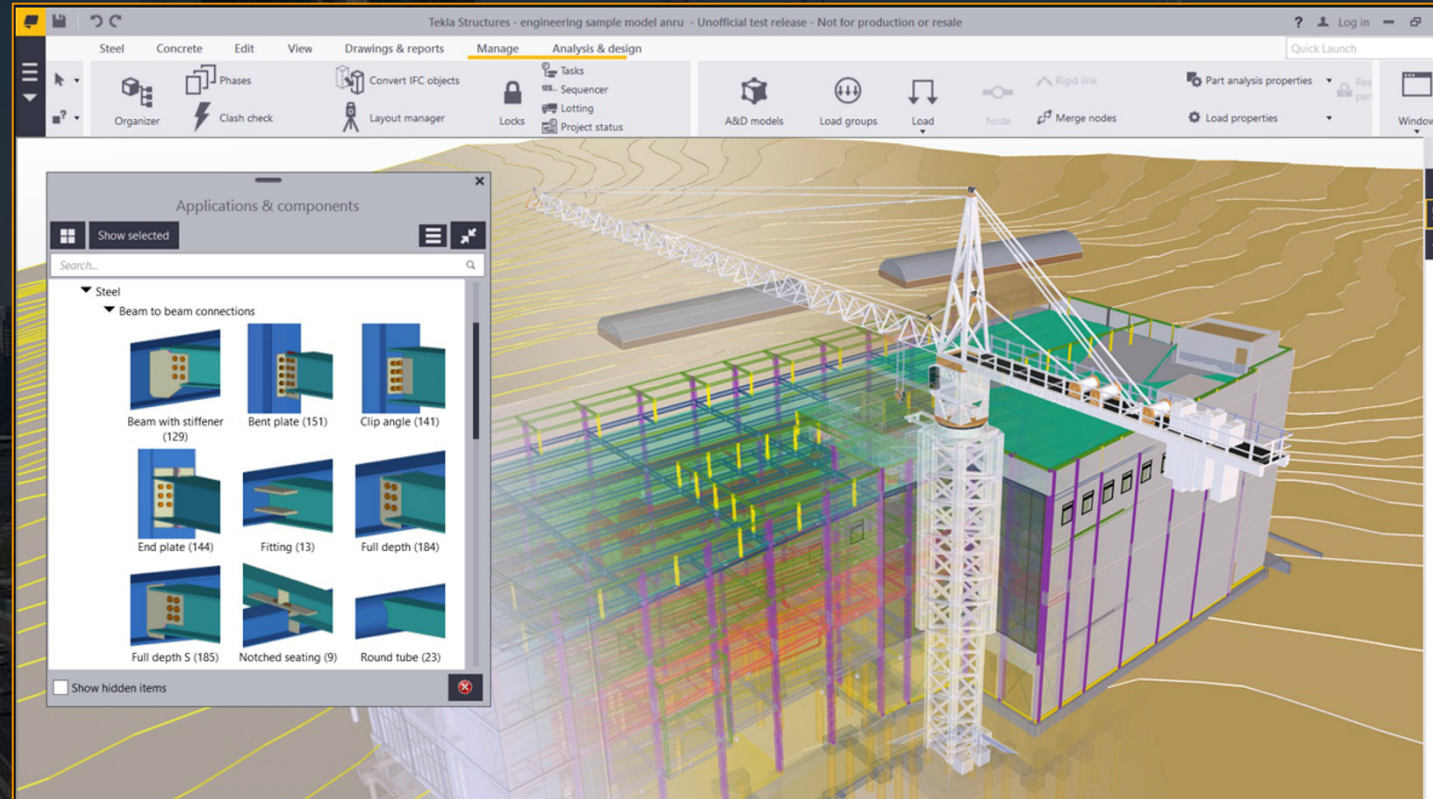 Tekla Structures - engineering sample model anru - Unofficial test release - Not for production or resale
? Log in
Steel Concrete Edit View Drawings & reports Manage Analysis & design
Quick Launch
Organizer
Phases
Clash check
Convert IFC objects
Layout manager
Locks
Tasks
Sequencer
Lotting
Project status
A&D models
Load groups
Load
Node
Rigid link
Merge nodes
Part analysis properties
Load properties
Res
par
Window
Applications & components
Show selected
Search...
Steel
Beam to beam connections
Beam with stiffener
(129)
Bent plate (151)
Clip angle (141)
End plate (144)
Fitting (13)
Full depth (184)
Full depth S (185)
Notched seating (9)
Round tube (23)
Show hidden items